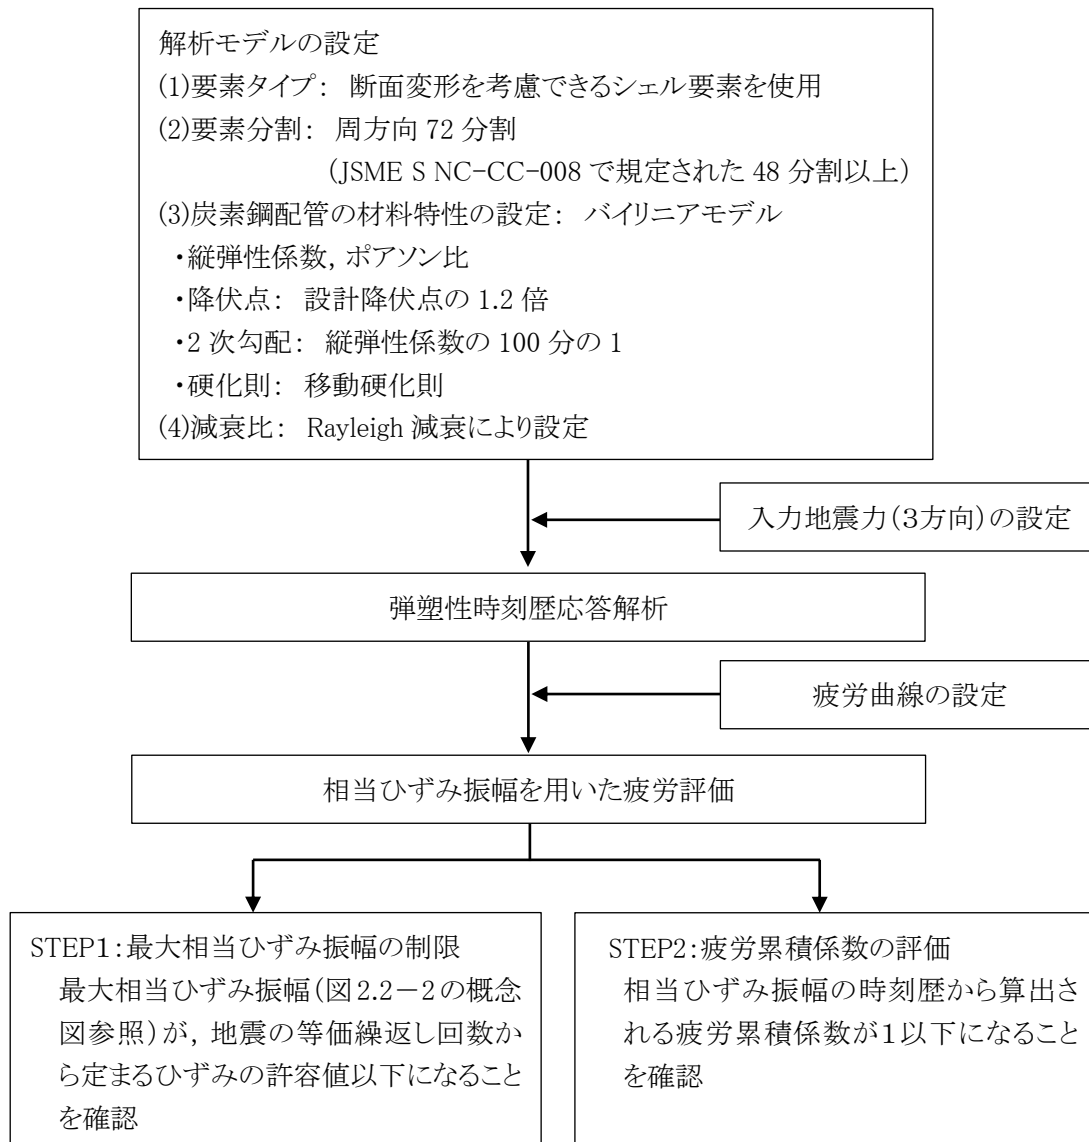 解析モデルの設定
(1)要素タイプ： 断面変形を考慮できるシェル要素を使用
(2)要素分割： 周方向 72 分割
（JSME S NC-CC-008 で規定された 48 分割以上）
(3)炭素鋼配管の材料特性の設定： バイリニアモデル
・縦弾性係数，ポアソン比
・降伏点： 設計降伏点の 1.2 倍
・2 次勾配： 縦弾性係数の 100 分の 1
・硬化則： 移動硬化則
(4)減衰比： Rayleigh 減衰により設定
入力地震力（３方向）の設定
弾塑性時刻歴応答解析
疲労曲線の設定
相当ひずみ振幅を用いた疲労評価
STEP１：最大相当ひずみ振幅の制限
最大相当ひずみ振幅（図2.2－2の概念
図参照）が，地震の等価繰返し回数か
ら定まるひずみの許容値以下になること
を確認
STEP2：疲労累積係数の評価
相当ひずみ振幅の時刻歴から算出さ
れる疲労累積係数が１以下になること
を確認